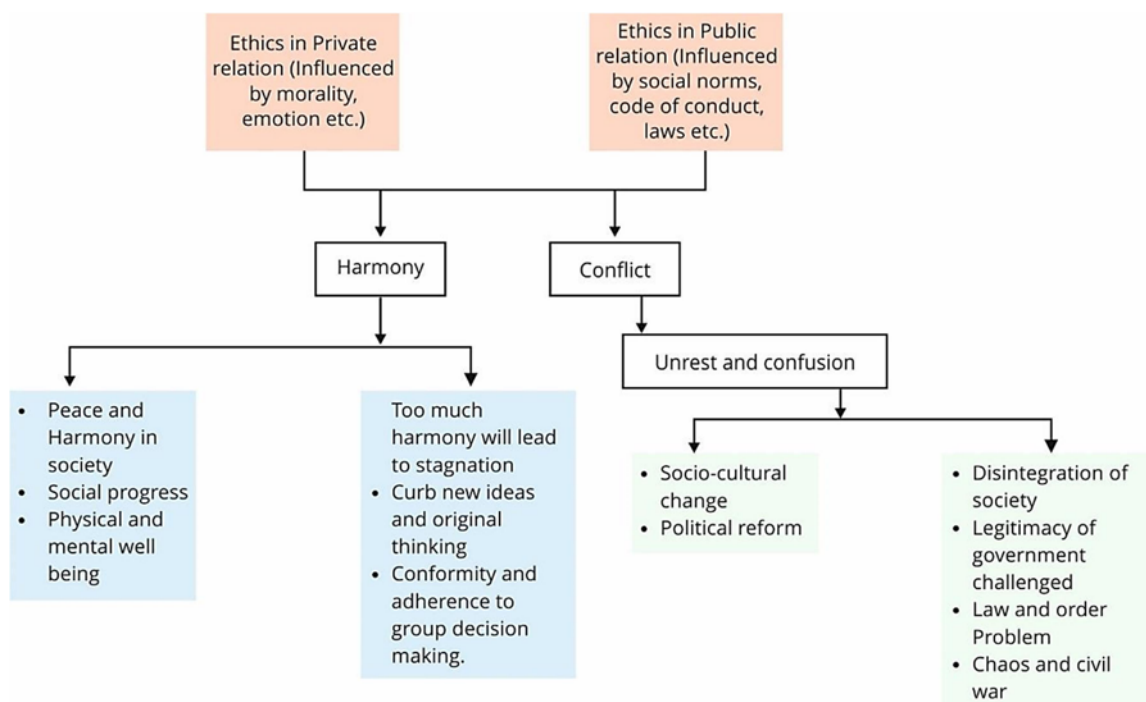 Ethics in Private
relation (Influenced
by morality,
emotion etc.)
Ethics in Public
relation (Influenced
by social norms,
code of conduct,
laws etc.)
Harmony
Conflict
Unrest and confusion
• Peace and
Harmony in
society
• Social progress
• Physical and
mental well
being
Too much
harmony will lead
to stagnation
• Curb new ideas
and original
thinking
• Conformity and
adherence to
group decision
making.
• Socio-cultural
change
• Political reform
• Disintegration of
society
• Legitimacy of
government
challenged
• Law and order
Problem
• Chaos and civil
war